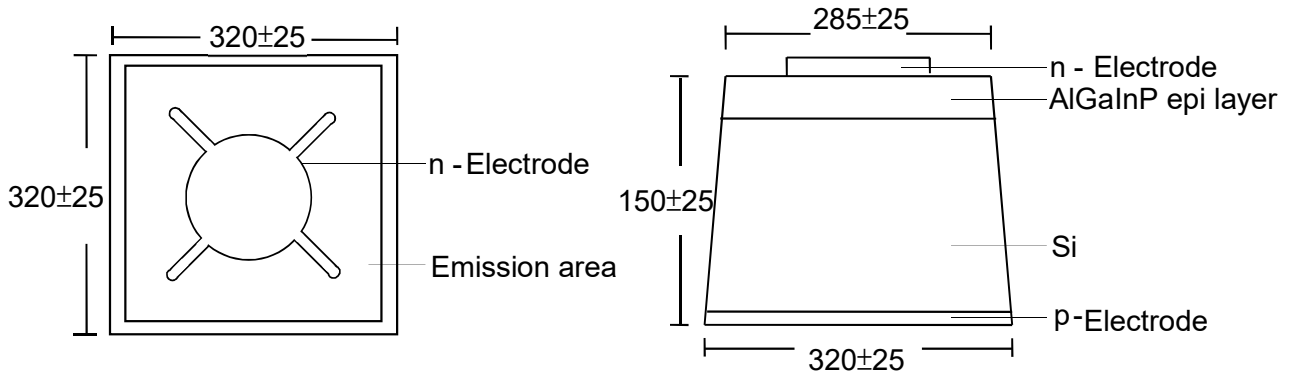 320±25
320±25
n - Electrode
Emission area
285±25
n - Electrode
AlGaInP epi layer
150±25
Si
p-Electrode
320±25